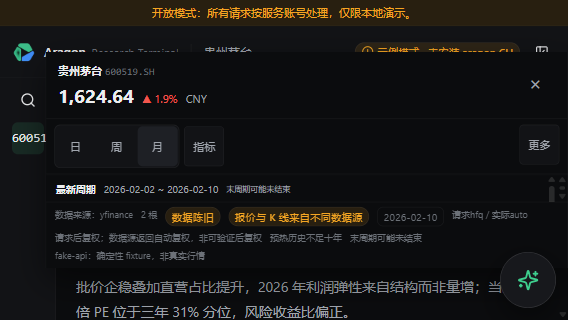 开放模式：所有请求按服务账号处理，仅限本地演示。
贵州茅台 600519.SH
1,624.64 ▲ 1.9% CNY
600519
日 周 月 指标 更多
最新周期 2026-02-02 ~ 2026-02-10 末周期可能未结束
数据来源：yfinance 2 根 数据陈旧 报价与 K 线来自不同数据源 2026-02-10 请求hfq / 实际auto
请求后复权：数据源返回自动复权，非可验证后复权 预热历史不足十年 末周期可能未结束
fake-api：确定性 fixture，非真实行情
批价企稳叠加直营占比提升，2026 年利润弹性来自结构而非量增；当
倍 PE 位于三年 31% 分位，风险收益比偏正。